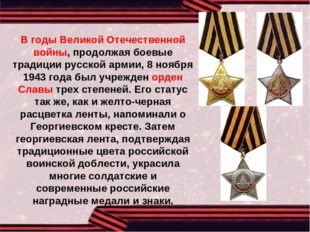 В годы Великой Отечественной
войны, продолжая боевые
традиции русской армии, 8 ноября
1943 года был учрежден орден
Славы трех степеней. Его статус
так же, как и желто-черная
расцветка ленты, напоминали о
Георгиевском кресте. Затем
георгиевская лента, подтверждая
традиционные цвета российской
воинской доблести, украсила
многие солдатские и
современные российские
наградные медали и знаки.